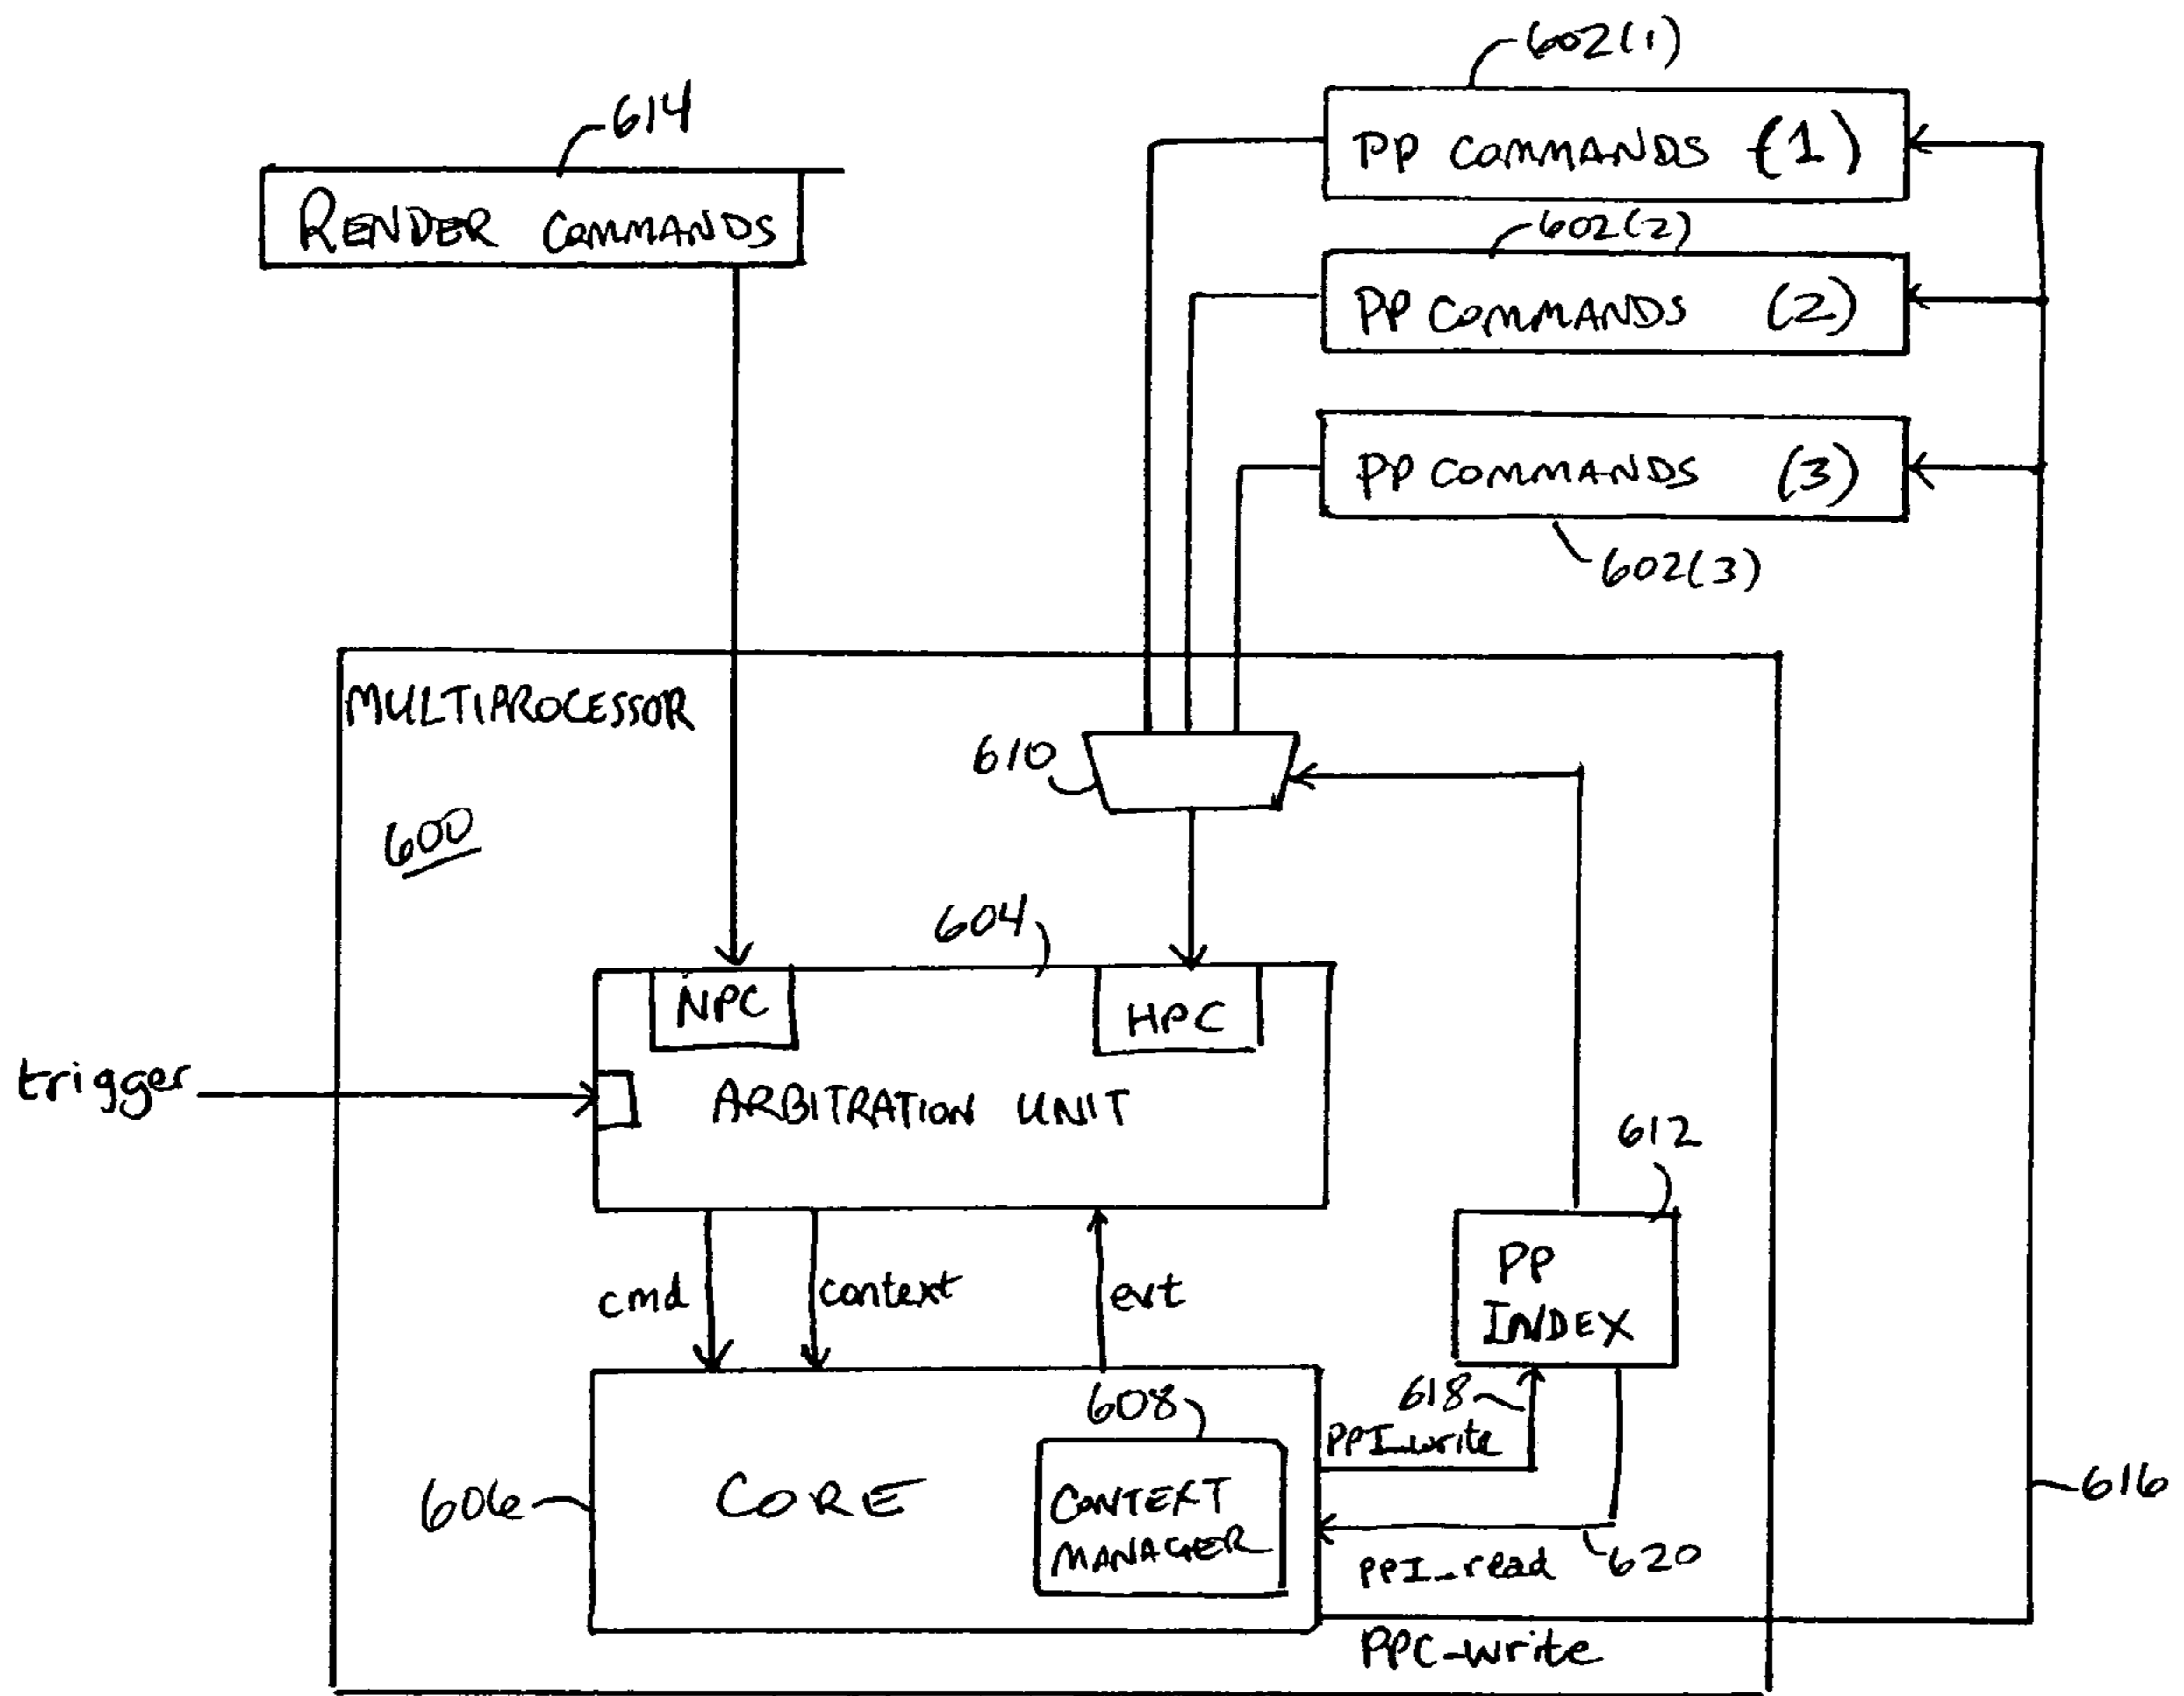 602(1)
614
PP COMMANDS (1)
RENDER COMMANDS
602(2)
PP COMMANDS (2)
PP COMMANDS (3)
602(3)
MULTIPROCESSOR
610
600
604
NPC
HPC
trigger
ARBITRATION UNIT
612
cmd
context
evt
PP
INDEX
608
618
PPI_write
606
CORE
CONTEXT
MANAGER
616
620
PPI_read
PPC_write